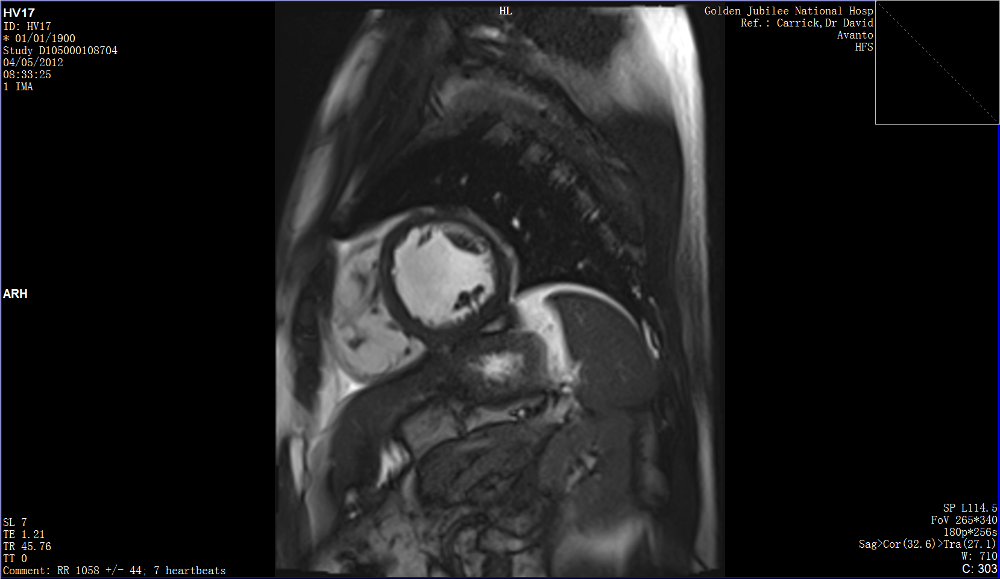 HV17
ID: HV17
* 01/01/1900
Study D105000108704
04/05/2012
08:33:25
1 IMA
HL
Golden Jubilee National Hosp
Ref.: Carrick,Dr David
Avanto
HFS
ARH
SL 7
TE 1.21
TR 45.76
TT 0
Comment: RR 1058 +/- 44; 7 heartbeats
SP L114.5
FoV 265*340
180p*256s
Sag>Cor(32.6)>Tra(27.1)
W: 710
C: 303